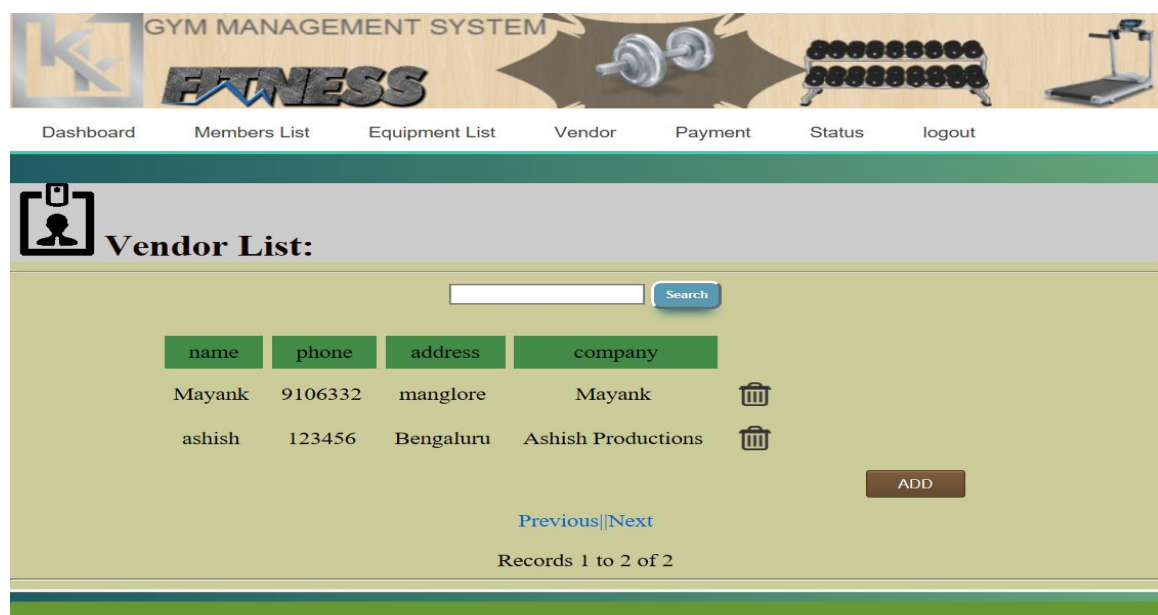 GYM MANAGEMENT SYSTEM
FITNESS
Dashboard Members List Equipment List Vendor Payment Status logout
Vendor List:
Search
name phone address company
Mayank 9106332 manglore Mayank
ashish 123456 Bengaluru Ashish Productions
ADD
Previous||Next
Records 1 to 2 of 2